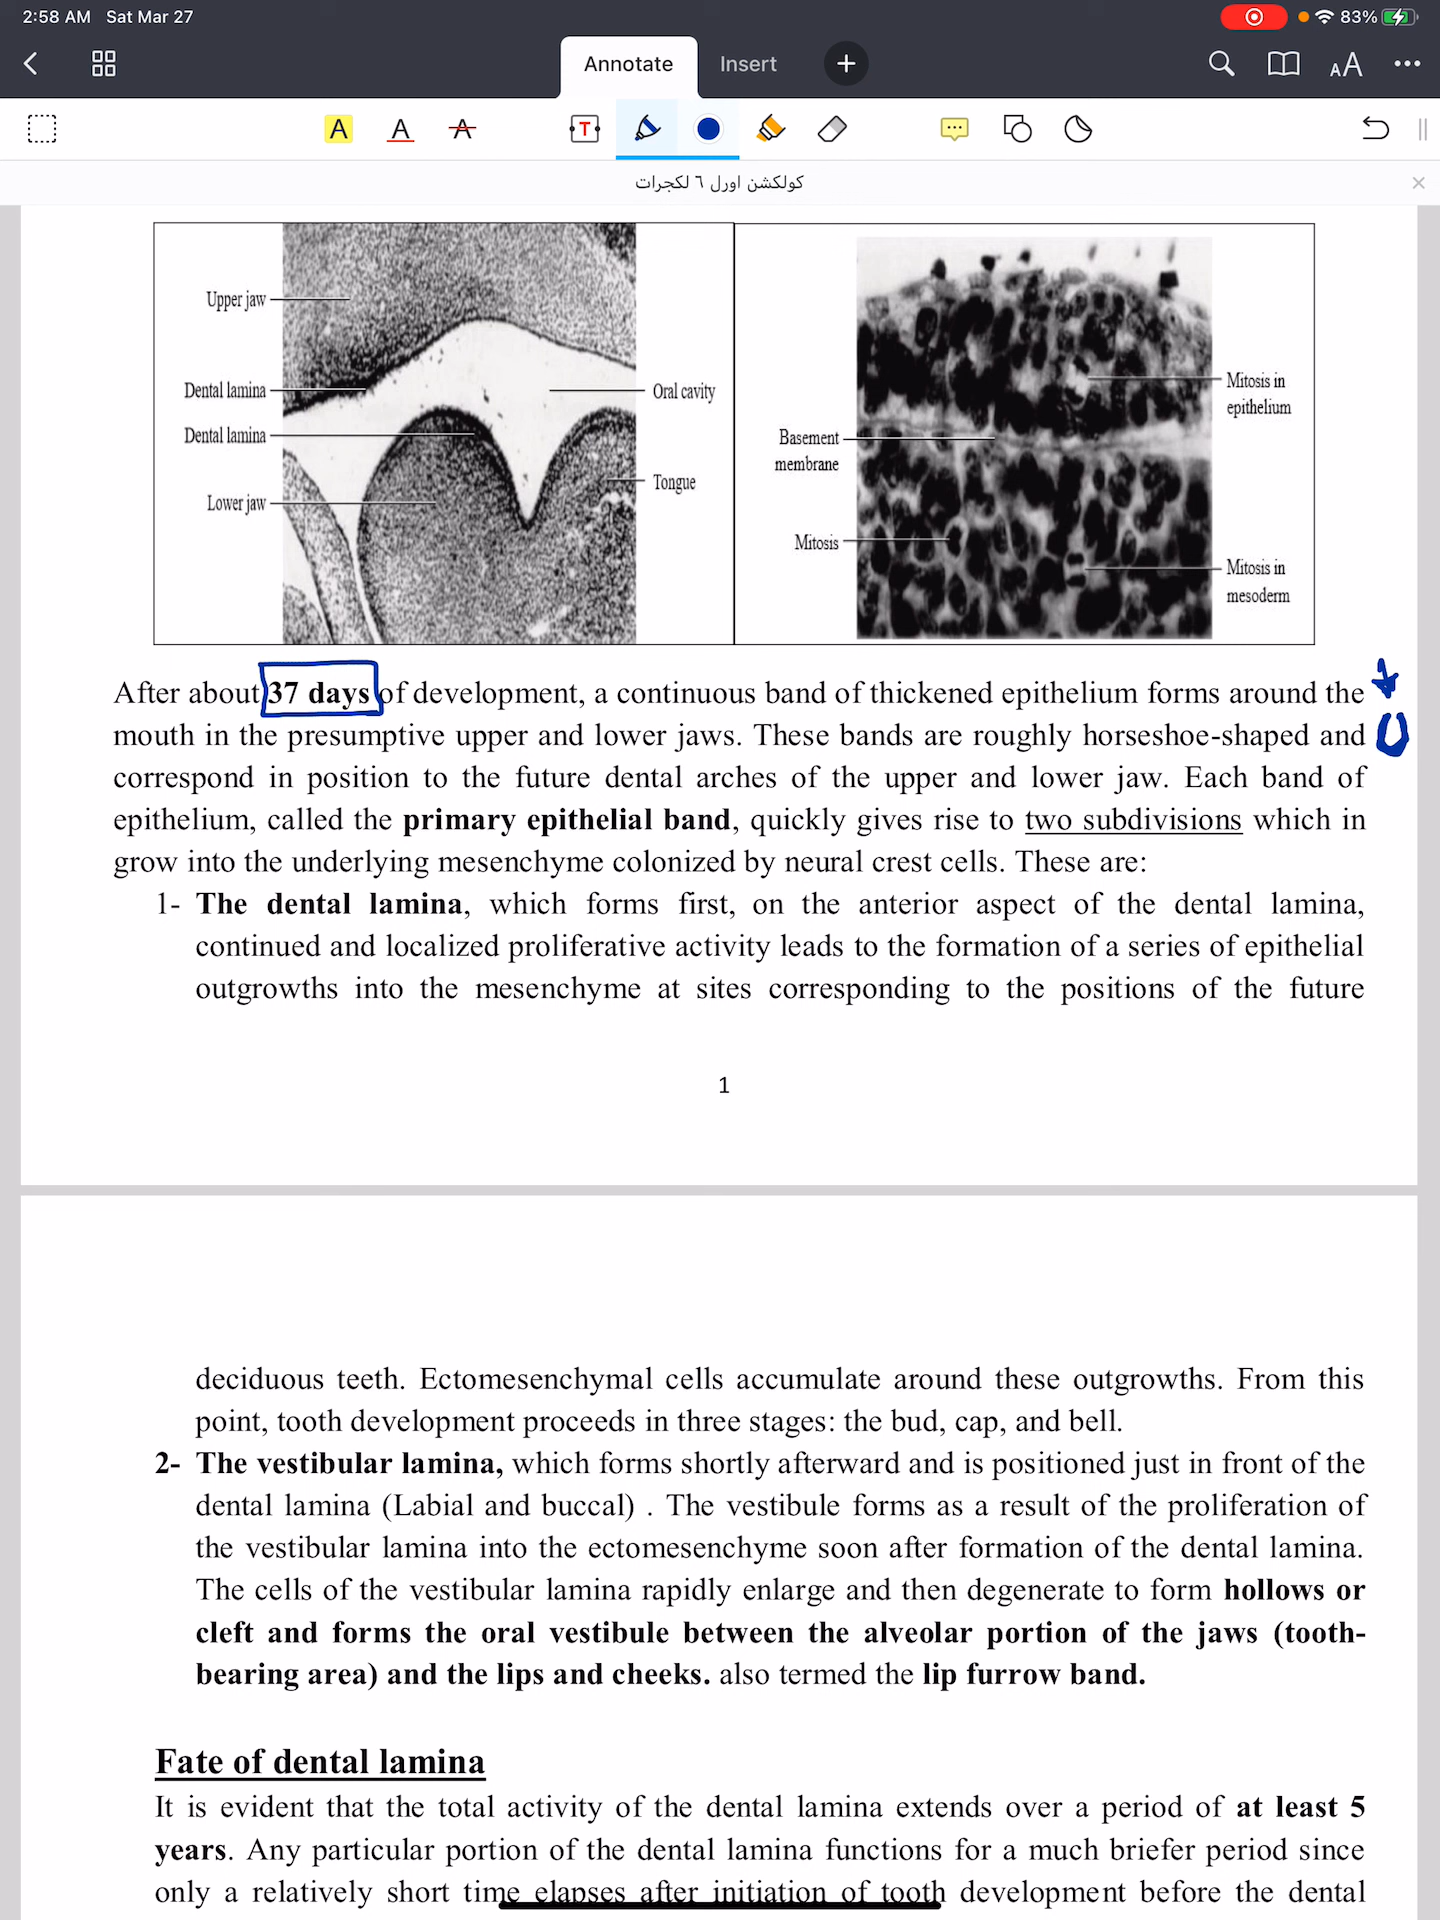 2:58 AM Sat Mar 27
83%
Annotate
Insert
AA
A
A
A
T
كولكشن اورل ٦ لكجرات
Upper jaw
Dental lamina
Dental lamina
Lower jaw
Oral cavity
Tongue
Mitosis in
epithelium
Basement
membrane
Mitosis
Mitosis in
mesoderm
After about 37 days of development, a continuous band of thickened epithelium forms around the
mouth in the presumptive upper and lower jaws. These bands are roughly horseshoe-shaped and
correspond in position to the future dental arches of the upper and lower jaw. Each band of
epithelium, called the primary epithelial band, quickly gives rise to two subdivisions which in
grow into the underlying mesenchyme colonized by neural crest cells. These are:
1- The dental lamina, which forms first, on the anterior aspect of the dental lamina,
continued and localized proliferative activity leads to the formation of a series of epithelial
outgrowths into the mesenchyme at sites corresponding to the positions of the future
1
deciduous teeth. Ectomesenchymal cells accumulate around these outgrowths. From this
point, tooth development proceeds in three stages: the bud, cap, and bell.
2- The vestibular lamina, which forms shortly afterward and is positioned just in front of the
dental lamina (Labial and buccal) . The vestibule forms as a result of the proliferation of
the vestibular lamina into the ectomesenchyme soon after formation of the dental lamina.
The cells of the vestibular lamina rapidly enlarge and then degenerate to form hollows or
cleft and forms the oral vestibule between the alveolar portion of the jaws (tooth-
bearing area) and the lips and cheeks. also termed the lip furrow band.
Fate of dental lamina
It is evident that the total activity of the dental lamina extends over a period of at least 5
years. Any particular portion of the dental lamina functions for a much briefer period since
only a relatively short time elapses after initiation of tooth development before the dental